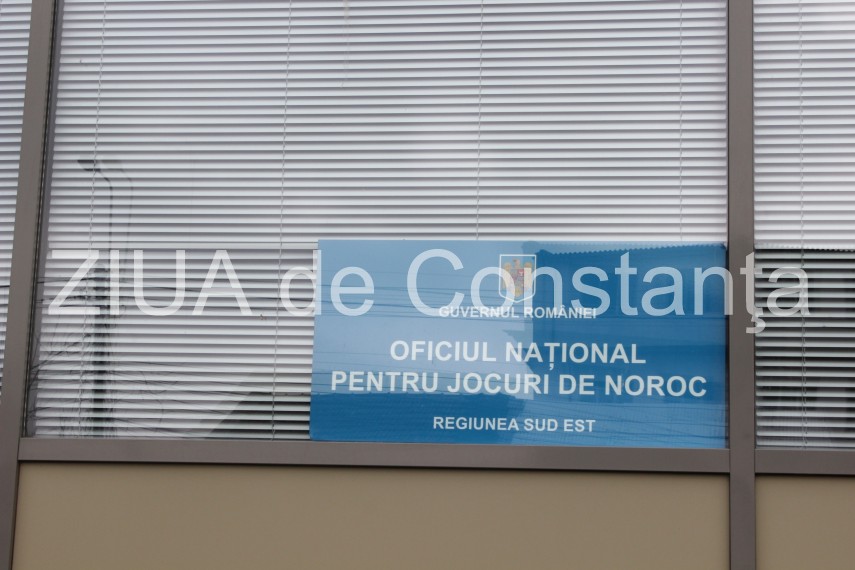 ZIUA de Constanța
GUVERNUL ROMÂNIEI
OFICIUL NAȚIONAL
PENTRU JOCURI DE NOROC
REGIUNEA SUD EST